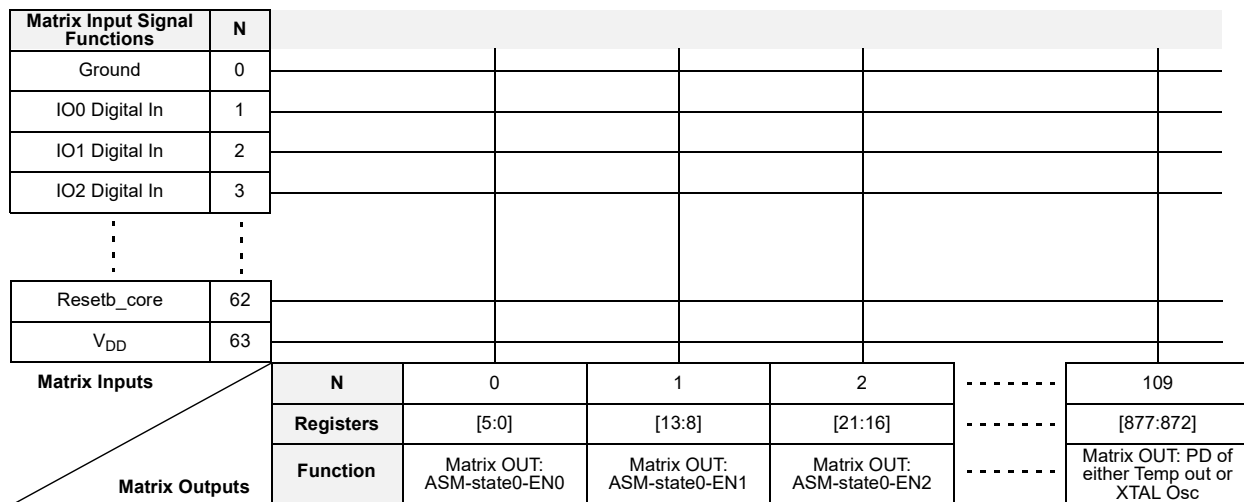 Matrix Input Signal Functions N
Ground 0
IO0 Digital In 1
IO1 Digital In 2
IO2 Digital In 3
Resetb_core 62
VDD 63
Matrix Inputs
N 0 1 2 109
Registers [5:0] [13:8] [21:16] [877:872]
Function Matrix OUT: ASM-state0-EN0 Matrix OUT: ASM-state0-EN1 Matrix OUT: ASM-state0-EN2 Matrix OUT: PD of either Temp out or XTAL Osc
Matrix Outputs